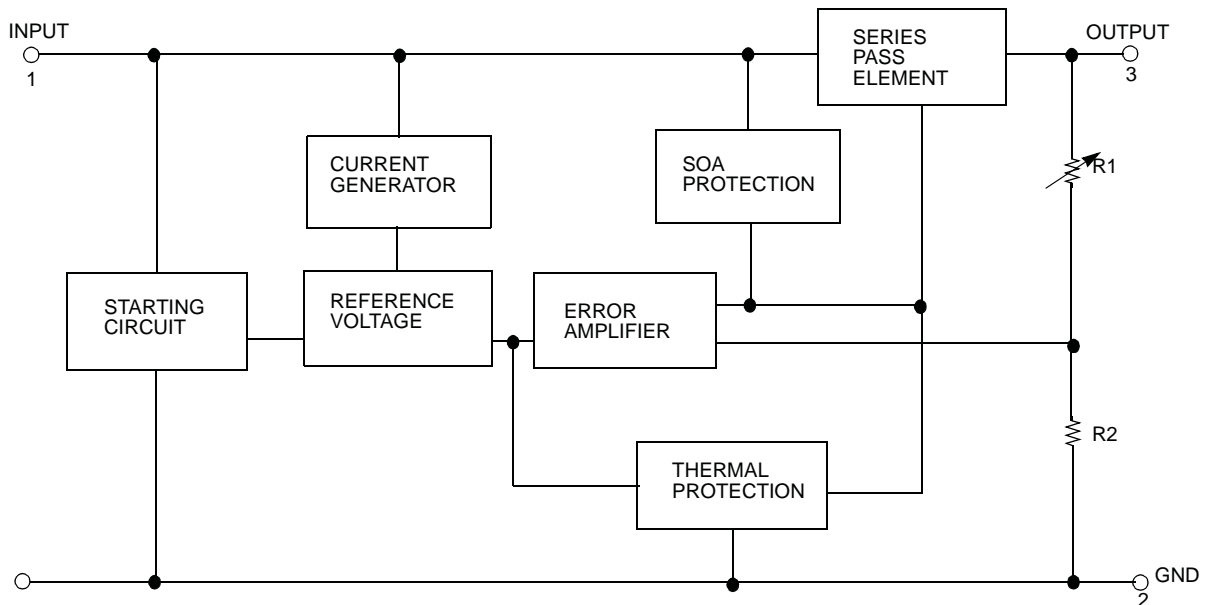 INPUT
1
SERIES
PASS
ELEMENT
OUTPUT
3
CURRENT
GENERATOR
SOA
PROTECTION
R1
STARTING
CIRCUIT
REFERENCE
VOLTAGE
ERROR
AMPLIFIER
R2
THERMAL
PROTECTION
GND
2